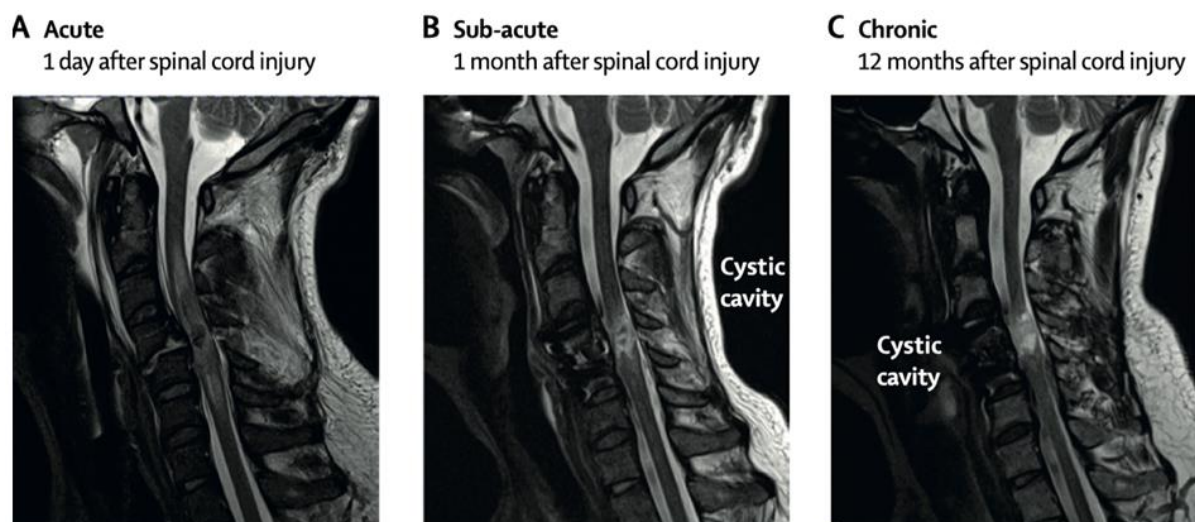 A Acute
1 day after spinal cord injury
B Sub-acute
1 month after spinal cord injury
Cystic
cavity
C Chronic
12 months after spinal cord injury
Cystic
cavity